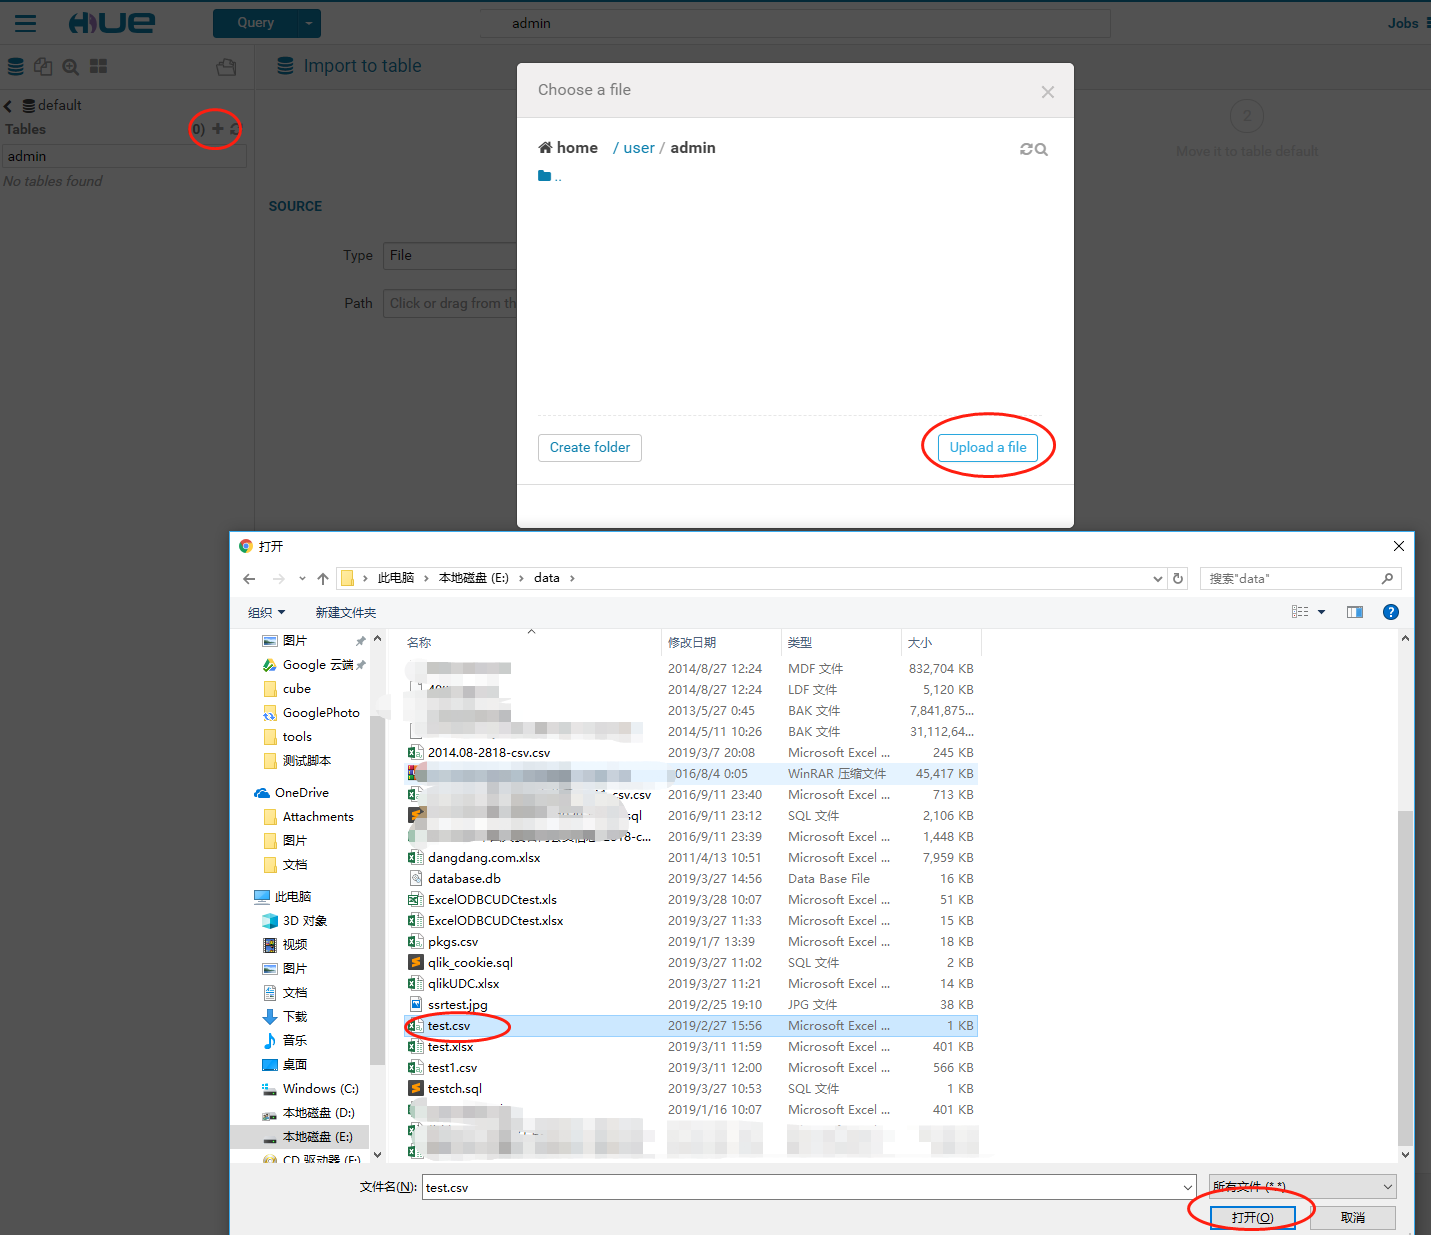 HUE
Query
admin
Jobs
Import to table
default
Tables
0)
admin
No tables found
SOURCE
Type
File
Path
Click or drag from th
2
Move it to table default
Choose a file
home / user / admin
..
Create folder
Upload a file
打开
此电脑 › 本地磁盘 (E:) › data ›
搜索"data"
组织
新建文件夹
图片
Google 云端
cube
GooglePhoto
tools
测试脚本
OneDrive
Attachments
图片
文档
此电脑
3D 对象
视频
图片
文档
下载
音乐
桌面
Windows (C:)
本地磁盘 (D:)
本地磁盘 (E:)
CD 驱动器 (F:)
名称 修改日期 类型 大小
2014/8/27 12:24 MDF 文件 832,704 KB
2014/8/27 12:24 LDF 文件 5,120 KB
2013/5/27 0:45 BAK 文件 7,841,875...
2014/5/11 10:26 BAK 文件 31,112,64...
2014.08-2818-csv.csv 2019/3/7 20:08 Microsoft Excel ... 245 KB
016/8/4 0:05 WinRAR 压缩文件 45,417 KB
csv.csv 2016/9/11 23:40 Microsoft Excel ... 713 KB
sql 2016/9/11 23:12 SQL 文件 2,106 KB
2818-c... 2016/9/11 23:39 Microsoft Excel ... 1,448 KB
dangdang.com.xlsx 2011/4/13 10:51 Microsoft Excel ... 7,959 KB
database.db 2019/3/27 14:56 Data Base File 16 KB
ExcelODBCUDCtest.xls 2019/3/28 10:07 Microsoft Excel ... 51 KB
ExcelODBCUDCtest.xlsx 2019/3/27 11:33 Microsoft Excel ... 15 KB
pkgs.csv 2019/1/7 13:39 Microsoft Excel ... 18 KB
qlik_cookie.sql 2019/3/27 11:02 SQL 文件 2 KB
qlikUDC.xlsx 2019/3/27 11:21 Microsoft Excel ... 14 KB
ssrtest.jpg 2019/2/25 19:10 JPG 文件 38 KB
test.csv 2019/2/27 15:56 Microsoft Excel ... 1 KB
test.xlsx 2019/3/11 11:59 Microsoft Excel ... 401 KB
test1.csv 2019/3/11 12:00 Microsoft Excel ... 566 KB
testch.sql 2019/3/27 10:53 SQL 文件 1 KB
2019/1/16 10:07 Microsoft Excel ... 401 KB
文件名(N): test.csv
所有文件 (*.*)
打开(O)
取消